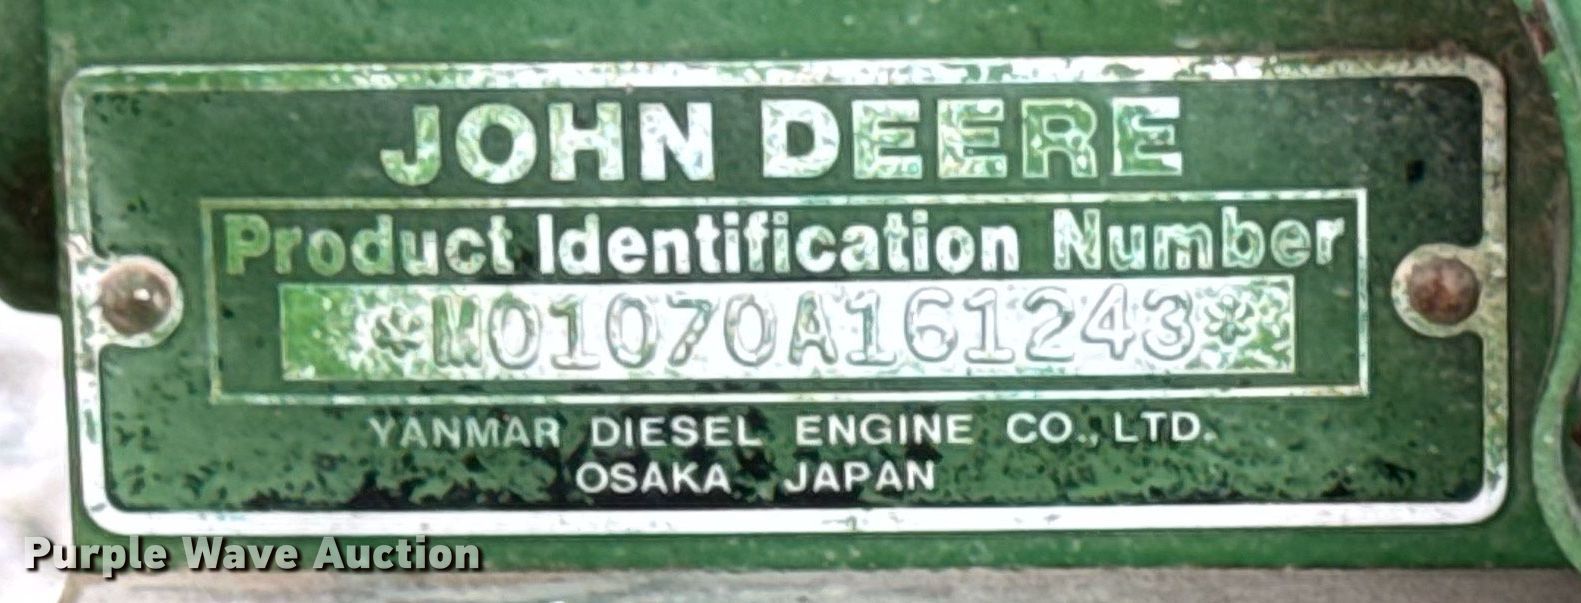 JOHN DEERE
Product Identification Number
*M01070A161243*
YANMAR DIESEL ENGINE CO., LTD.
OSAKA JAPAN
Purple Wave Auction